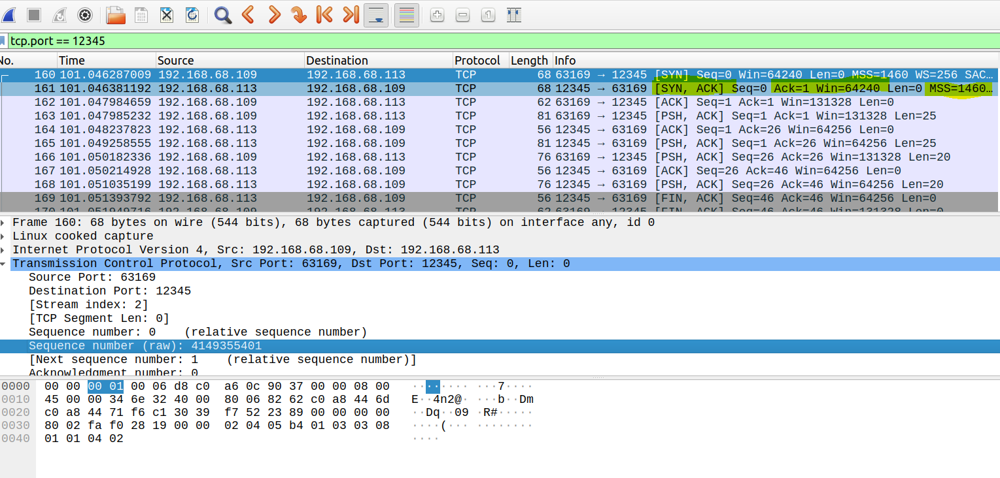 tcp.port == 12345
No. Time Source Destination Protocol Length Info
160 101.046287009 192.168.68.109 192.168.68.113 TCP 68 63169 → 12345 [SYN] Seq=0 Win=64240 Len=0 MSS=1460 WS=256 SAC…
161 101.046381192 192.168.68.113 192.168.68.109 TCP 68 12345 → 63169 [SYN, ACK] Seq=0 Ack=1 Win=64240 Len=0 MSS=1460…
162 101.047984659 192.168.68.109 192.168.68.113 TCP 62 63169 → 12345 [ACK] Seq=1 Ack=1 Win=131328 Len=0
163 101.047985232 192.168.68.109 192.168.68.113 TCP 81 63169 → 12345 [PSH, ACK] Seq=1 Ack=1 Win=131328 Len=25
164 101.048237823 192.168.68.113 192.168.68.109 TCP 56 12345 → 63169 [ACK] Seq=1 Ack=26 Win=64256 Len=0
165 101.049258555 192.168.68.113 192.168.68.109 TCP 81 12345 → 63169 [PSH, ACK] Seq=1 Ack=26 Win=64256 Len=25
166 101.050182336 192.168.68.109 192.168.68.113 TCP 76 63169 → 12345 [PSH, ACK] Seq=26 Ack=26 Win=131328 Len=20
167 101.050214928 192.168.68.113 192.168.68.109 TCP 56 12345 → 63169 [ACK] Seq=26 Ack=46 Win=64256 Len=0
168 101.051035199 192.168.68.113 192.168.68.109 TCP 76 12345 → 63169 [PSH, ACK] Seq=26 Ack=46 Win=64256 Len=20
169 101.051393792 192.168.68.113 192.168.68.109 TCP 56 12345 → 63169 [FIN, ACK] Seq=46 Ack=46 Win=64256 Len=0
170 101.051949716 192.168.68.109 192.168.68.113 TCP 62 63169 → 12345 [FIN, ACK] Seq=46 Ack=46 Win=131328 Len=0
Frame 160: 68 bytes on wire (544 bits), 68 bytes captured (544 bits) on interface any, id 0
Linux cooked capture
Internet Protocol Version 4, Src: 192.168.68.109, Dst: 192.168.68.113
Transmission Control Protocol, Src Port: 63169, Dst Port: 12345, Seq: 0, Len: 0
Source Port: 63169
Destination Port: 12345
[Stream index: 2]
[TCP Segment Len: 0]
Sequence number: 0 (relative sequence number)
Sequence number (raw): 4149355401
[Next sequence number: 1 (relative sequence number)]
Acknowledgment number: 0
0000 00 00 00 01 00 06 d8 c0 a6 0c 90 37 00 00 08 00 ········ ···7····
0010 45 00 00 34 6e 32 40 00 80 06 82 62 c0 a8 44 6d E··4n2@· ···b··Dm
0020 c0 a8 44 71 f6 c1 30 39 f7 52 23 89 00 00 00 00 ··Dq··09 ·R#·····
0030 80 02 fa f0 28 19 00 00 02 04 05 b4 01 03 03 08 ····(··· ········
0040 01 01 04 02 ····